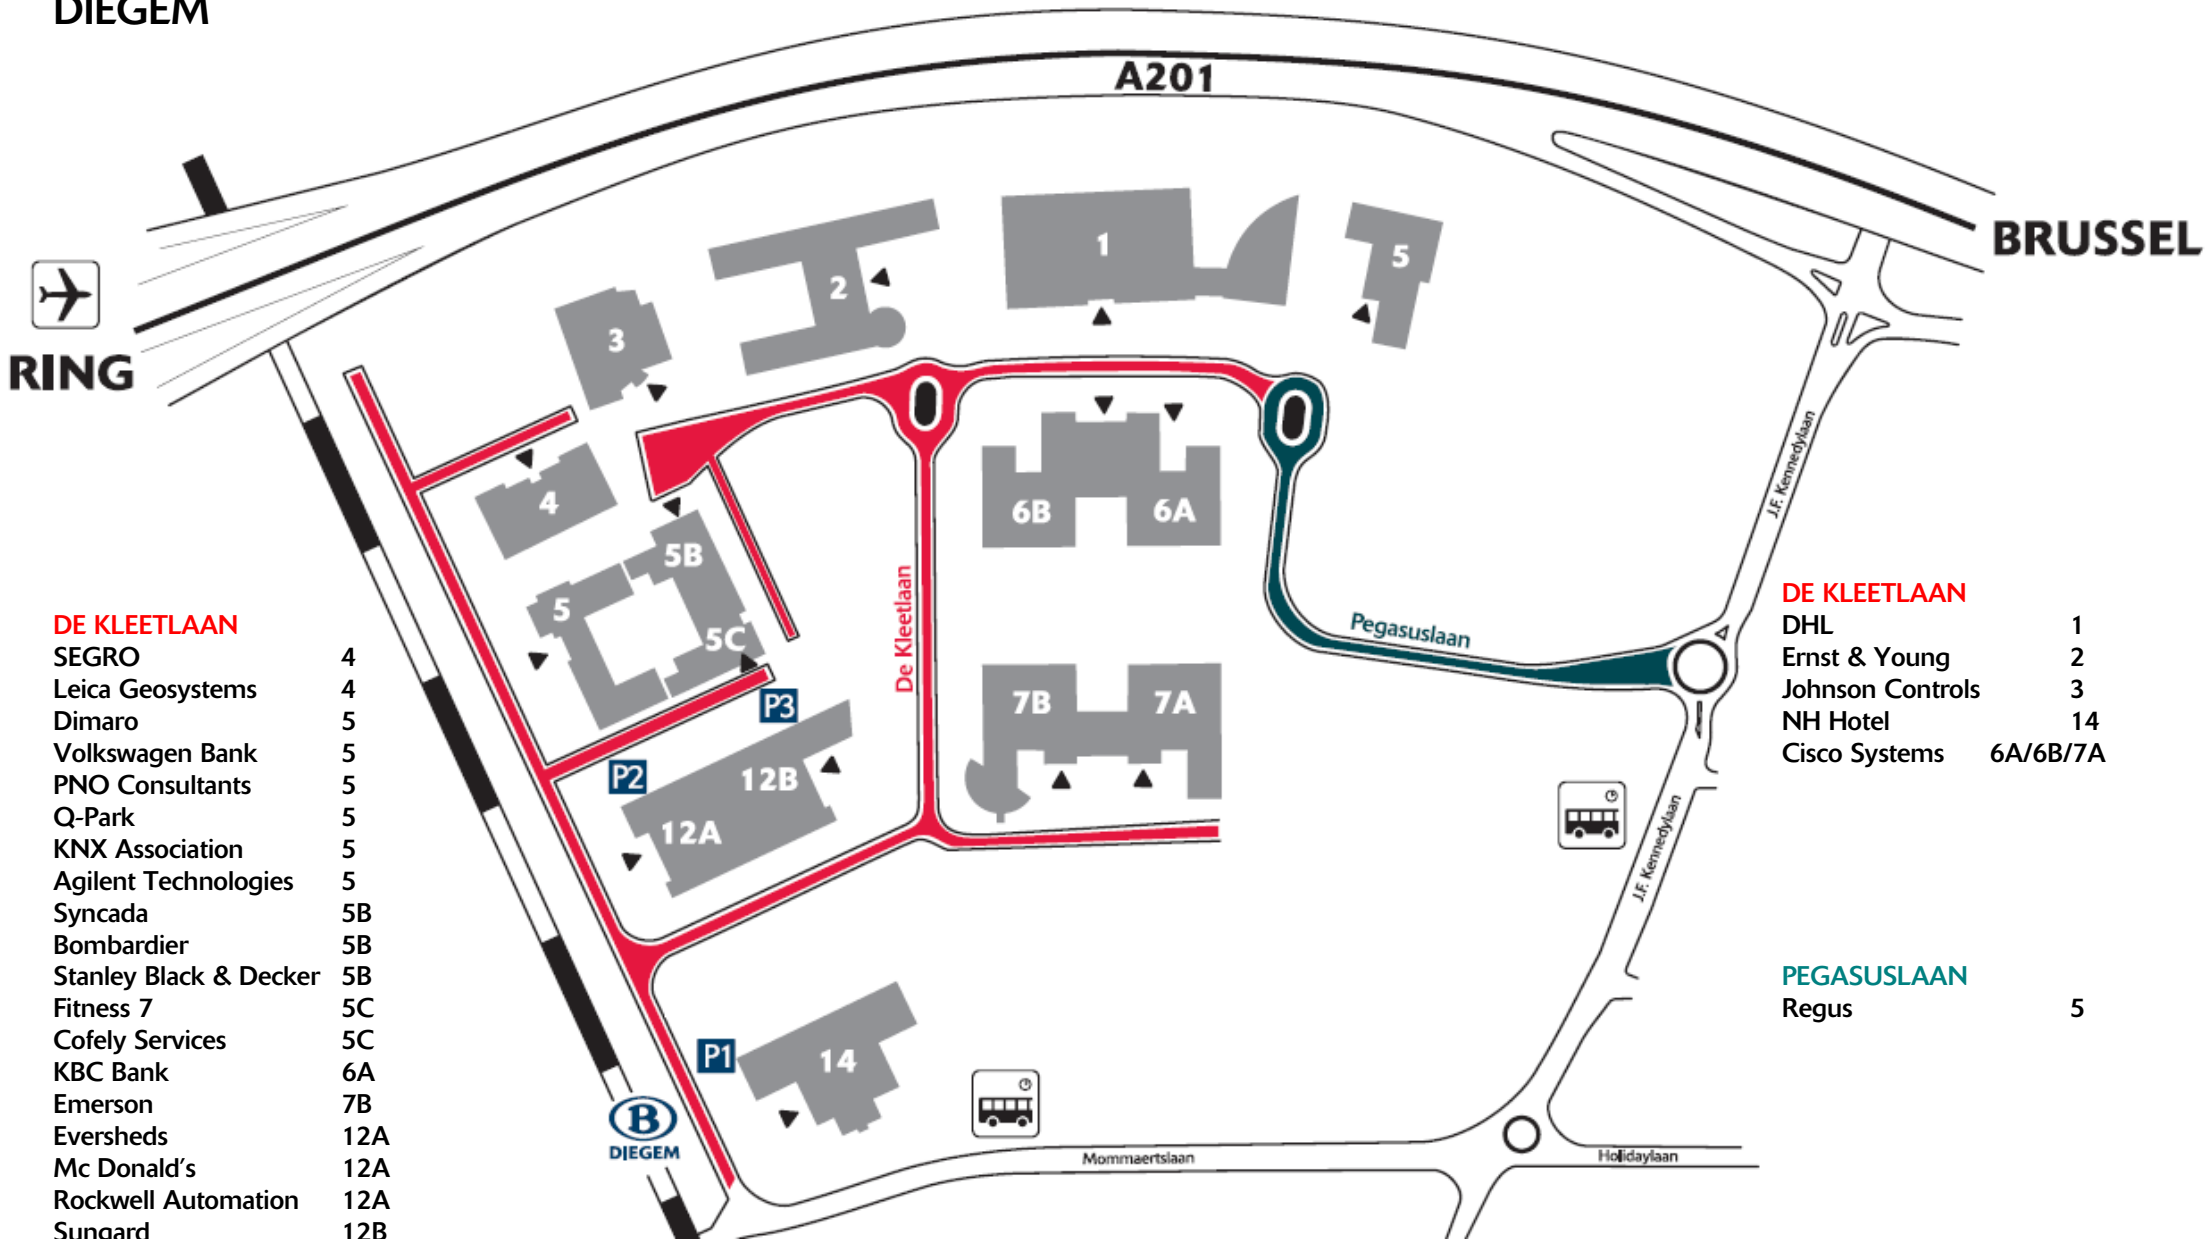 DIEGEM
A201
BRUSSEL
RING
1
2
3
5
4
5B
5
5C
6B
6A
7B
7A
12B
12A
14
P3
P2
P1
De Kleetlaan
Pegasuslaan
J.F. Kennedylaan
J.F. Kennedylaan
Mommaertslaan
Holidaylaan
B
DIEGEM
DE KLEETLAAN
SEGRO 4
Leica Geosystems 4
Dimaro 5
Volkswagen Bank 5
PNO Consultants 5
Q-Park 5
KNX Association 5
Agilent Technologies 5
Syncada 5B
Bombardier 5B
Stanley Black & Decker 5B
Fitness 7 5C
Cofely Services 5C
KBC Bank 6A
Emerson 7B
Eversheds 12A
Mc Donald's 12A
Rockwell Automation 12A
Sungard 12B
DE KLEETLAAN
DHL 1
Ernst & Young 2
Johnson Controls 3
NH Hotel 14
Cisco Systems 6A/6B/7A
PEGASUSLAAN
Regus 5